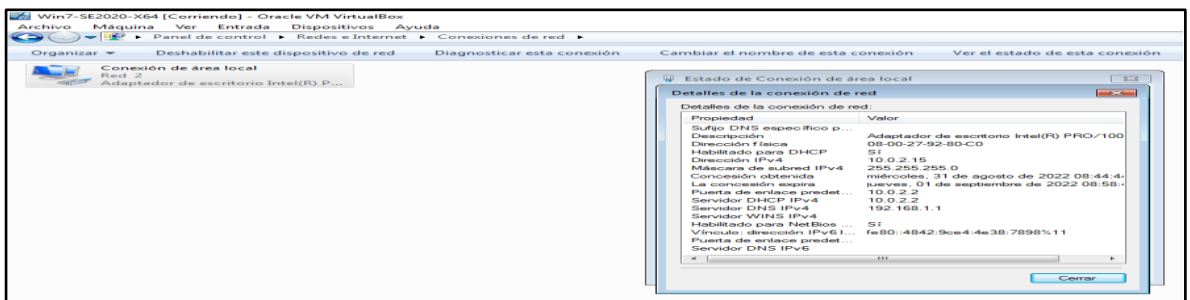 Win7-SE2020-X64 [Corriendo] - Oracle VM VirtualBox
Archivo Máquina Ver Entrada Dispositivos Ayuda
Panel de control Redes e Internet Conexiones de red
Organizar Deshabilitar este dispositivo de red Diagnosticar esta conexión Cambiar el nombre de esta conexión Ver el estado de esta conexión
Conexión de área local
Red 2
Adaptador de escritorio Intel(R) P...
Estado de Conexión de área local
Detalles de la conexión de red
Detalles de la conexión de red:
Propiedad Valor
Sufijo DNS específico p...
Descripción Adaptador de escritorio Intel(R) PRO/100
Dirección física 08-00-27-92-80-C0
Habilitado para DHCP Sí
Dirección IPv4 10.0.2.15
Máscara de subred IPv4 255.255.255.0
Concesión obtenida miércoles, 31 de agosto de 2022 08:44:4
La concesión expira jueves, 01 de septiembre de 2022 08:58:
Puerta de enlace predet... 10.0.2.2
Servidor DHCP IPv4 10.0.2.2
Servidor DNS IPv4 192.168.1.1
Servidor WINS IPv4
Habilitado para NetBios ... Sí
Vínculo: dirección IPv6 l... fe80::4842:9ce4:4e38:7898%11
Puerta de enlace predet...
Servidor DNS IPv6
Cerrar